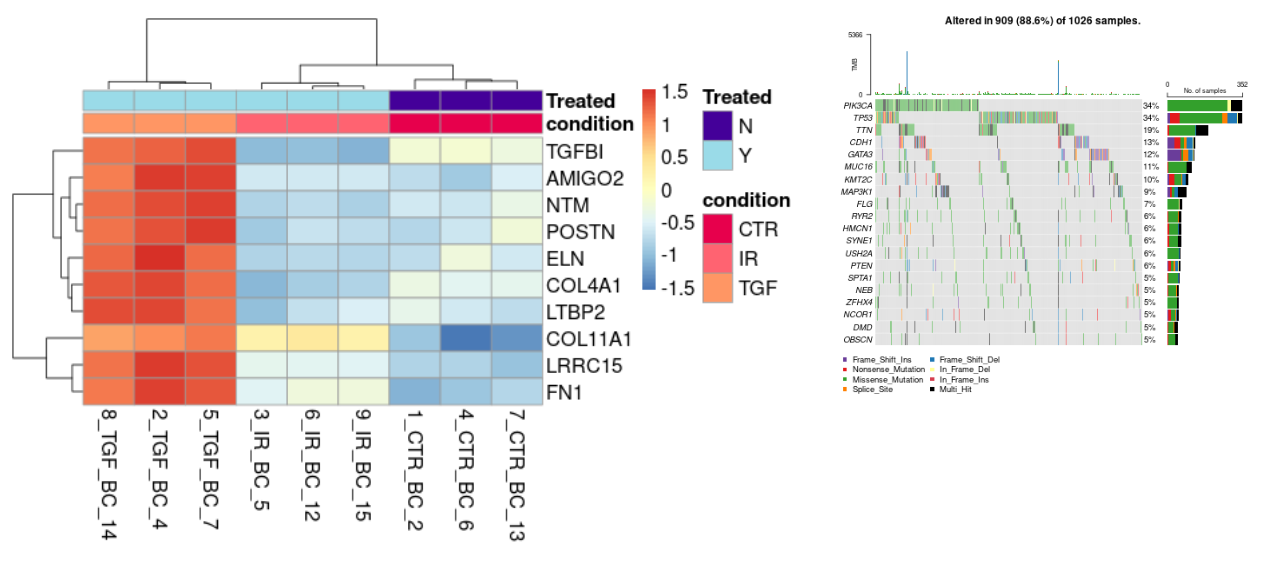 Treated
condition
TGFBI
AMIGO2
NTM
POSTN
ELN
COL4A1
LTBP2
COL11A1
LRRC15
FN1
8_TGF_BC_14
2_TGF_BC_4
5_TGF_BC_7
3_IR_BC_5
6_IR_BC_12
9_IR_BC_15
1_CTR_BC_2
4_CTR_BC_6
7_CTR_BC_13
1.5
1
0.5
0
-0.5
-1
-1.5
Treated
N
Y
condition
CTR
IR
TGF
Altered in 909 (88.6%) of 1026 samples.
5366
TMB
0
0 352
No. of samples
PIK3CA 34%
TP53 34%
TTN 19%
CDH1 13%
GATA3 12%
MUC16 11%
KMT2C 10%
MAP3K1 9%
FLG 7%
RYR2 6%
HMCN1 6%
SYNE1 6%
USH2A 6%
PTEN 6%
SPTA1 5%
NEB 5%
ZFHX4 5%
NCOR1 5%
DMD 5%
OBSCN 5%
Frame_Shift_Ins Frame_Shift_Del
Nonsense_Mutation In_Frame_Del
Missense_Mutation In_Frame_Ins
Splice_Site Multi_Hit